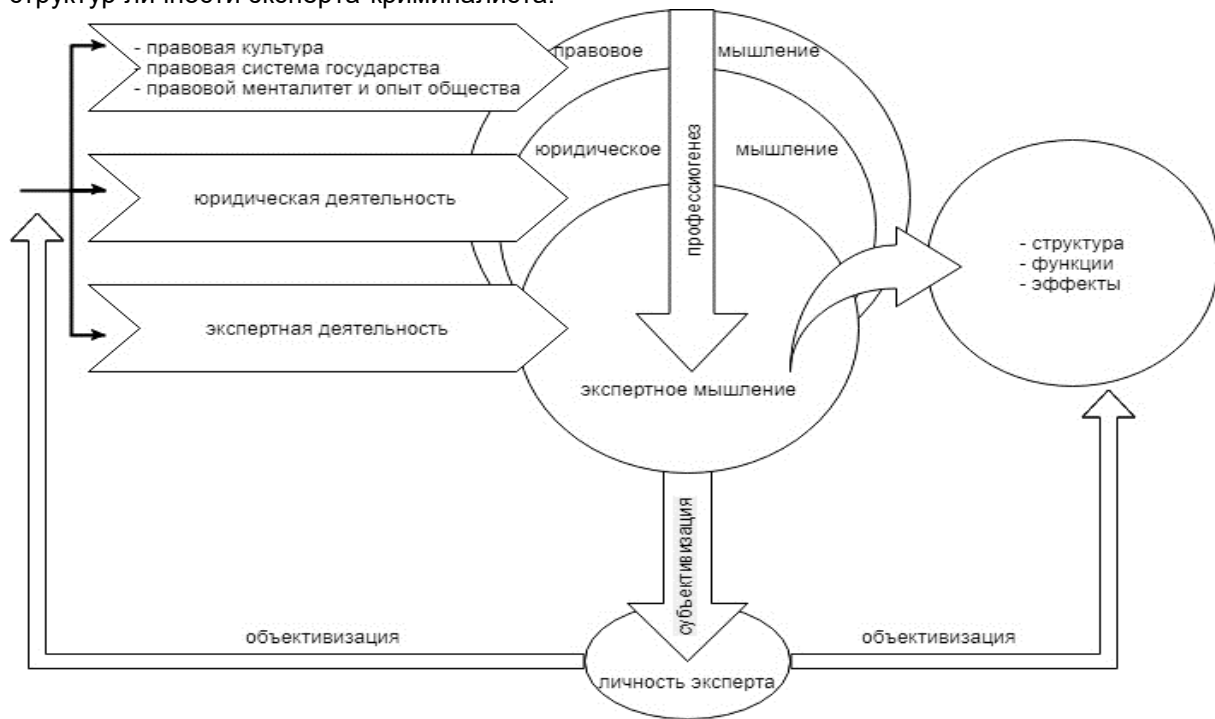 структур личности эксперта-криминалиста.
- правовая культура
- правовая система государства
- правовой менталитет и опыт общества
правовое мышление
юридическое мышление
профессиогенез
юридическая деятельность
- структура
- функции
- эффекты
экспертная деятельность
экспертное мышление
субъективизация
объективизация
объективизация
личность эксперта